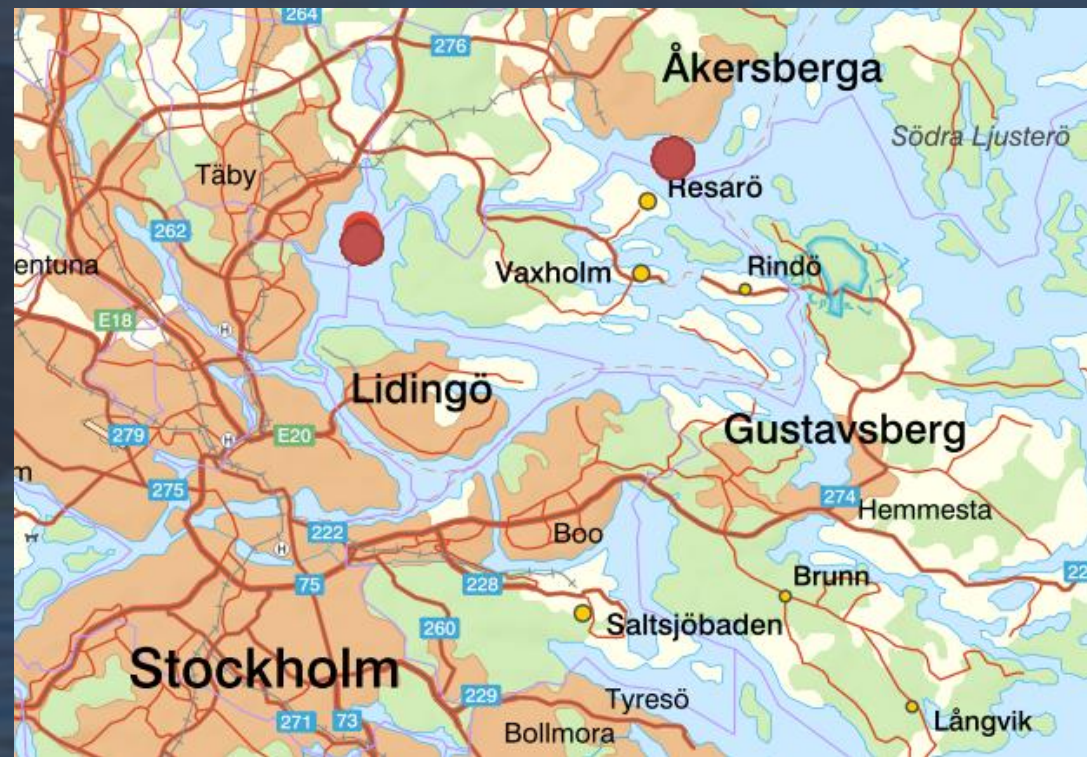 264
276
Åkersberga
Södra Ljusterö
Täby
Resarö
262
entuna
Vaxholm
Rindö
E18
H
Lidingö
279
H
E20
Gustavsberg
m
275
274
Hemmesta
222
Boo
H
75
228
Brunn
22
260
Saltsjöbaden
Stockholm
229
Tyresö
271
73
Bollmora
Långvik